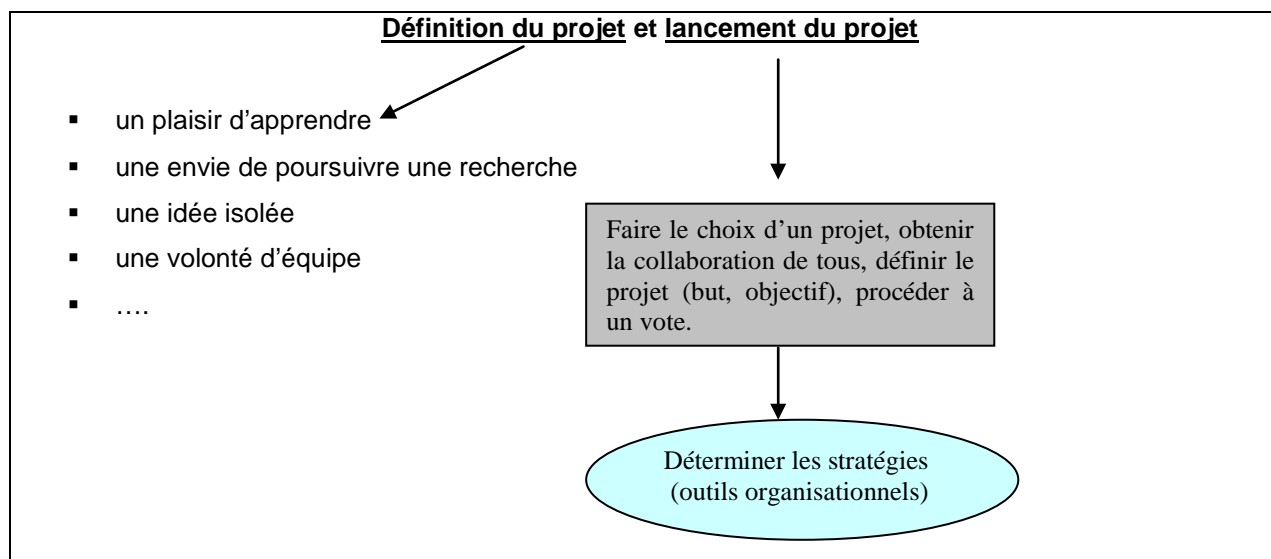 Définition du projet et lancement du projet
▪ un plaisir d’apprendre
▪ une envie de poursuivre une recherche
▪ une idée isolée
▪ une volonté d’équipe
▪ ….
Faire le choix d’un projet, obtenir
la collaboration de tous, définir le
projet (but, objectif), procéder à
un vote.
Déterminer les stratégies
(outils organisationnels)